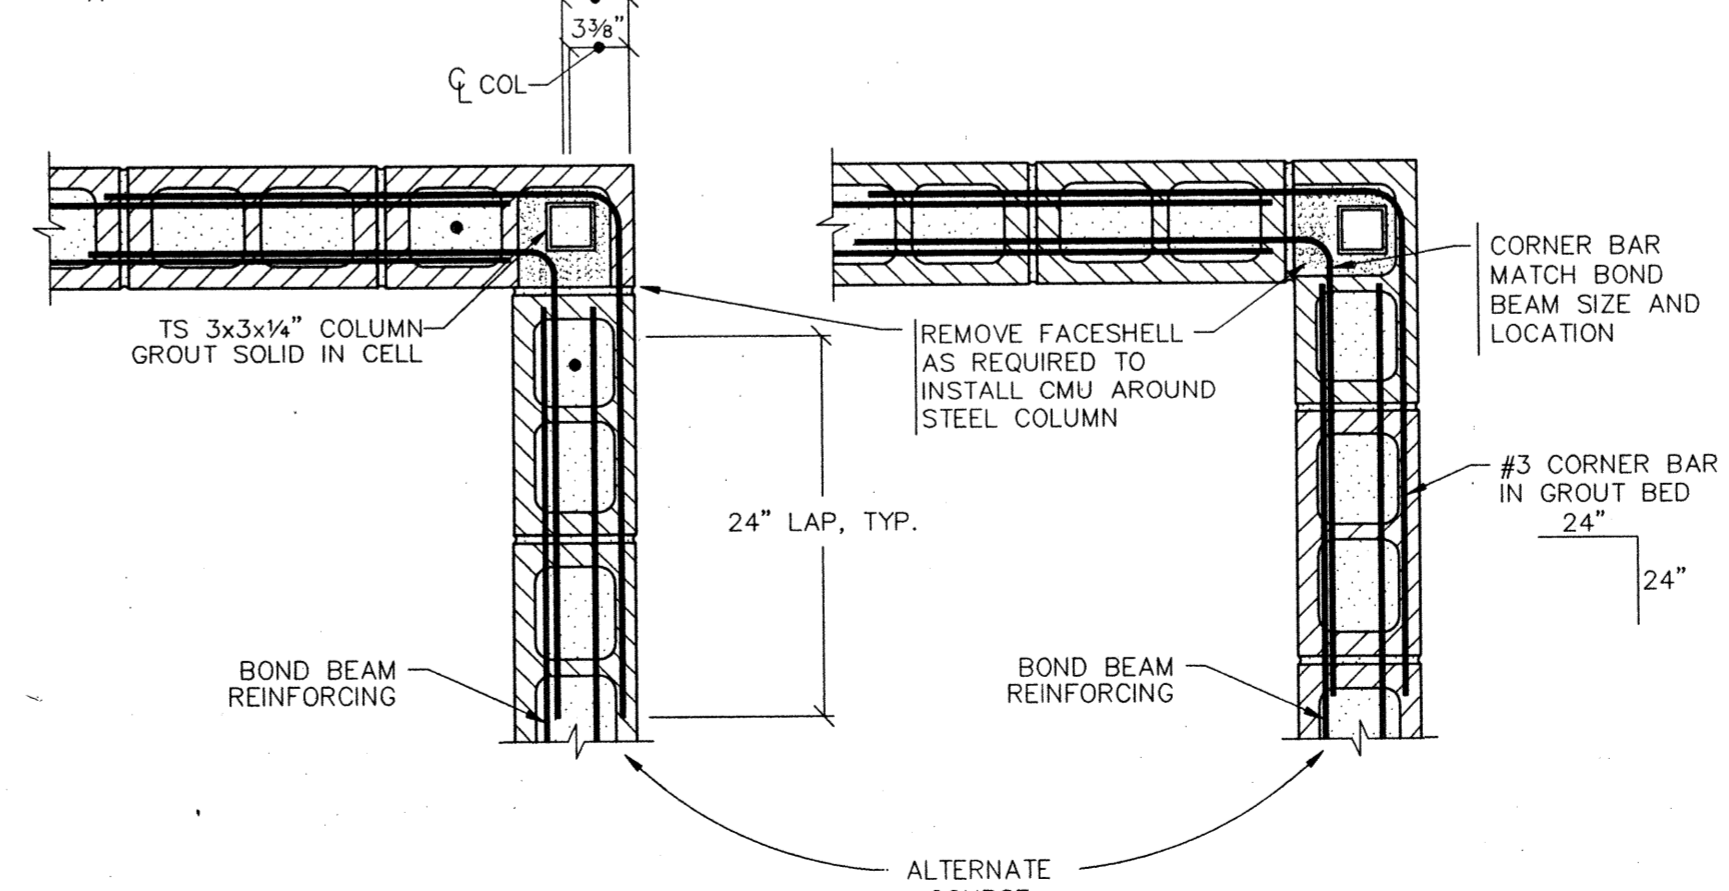 3⅜"
℄ COL
TS 3x3x¼" COLUMN
GROUT SOLID IN CELL
REMOVE FACESHELL
AS REQUIRED TO
INSTALL CMU AROUND
STEEL COLUMN
CORNER BAR
MATCH BOND
BEAM SIZE AND
LOCATION
#3 CORNER BAR
IN GROUT BED
24"
24"
24" LAP, TYP.
BOND BEAM
REINFORCING
BOND BEAM
REINFORCING
ALTERNATE